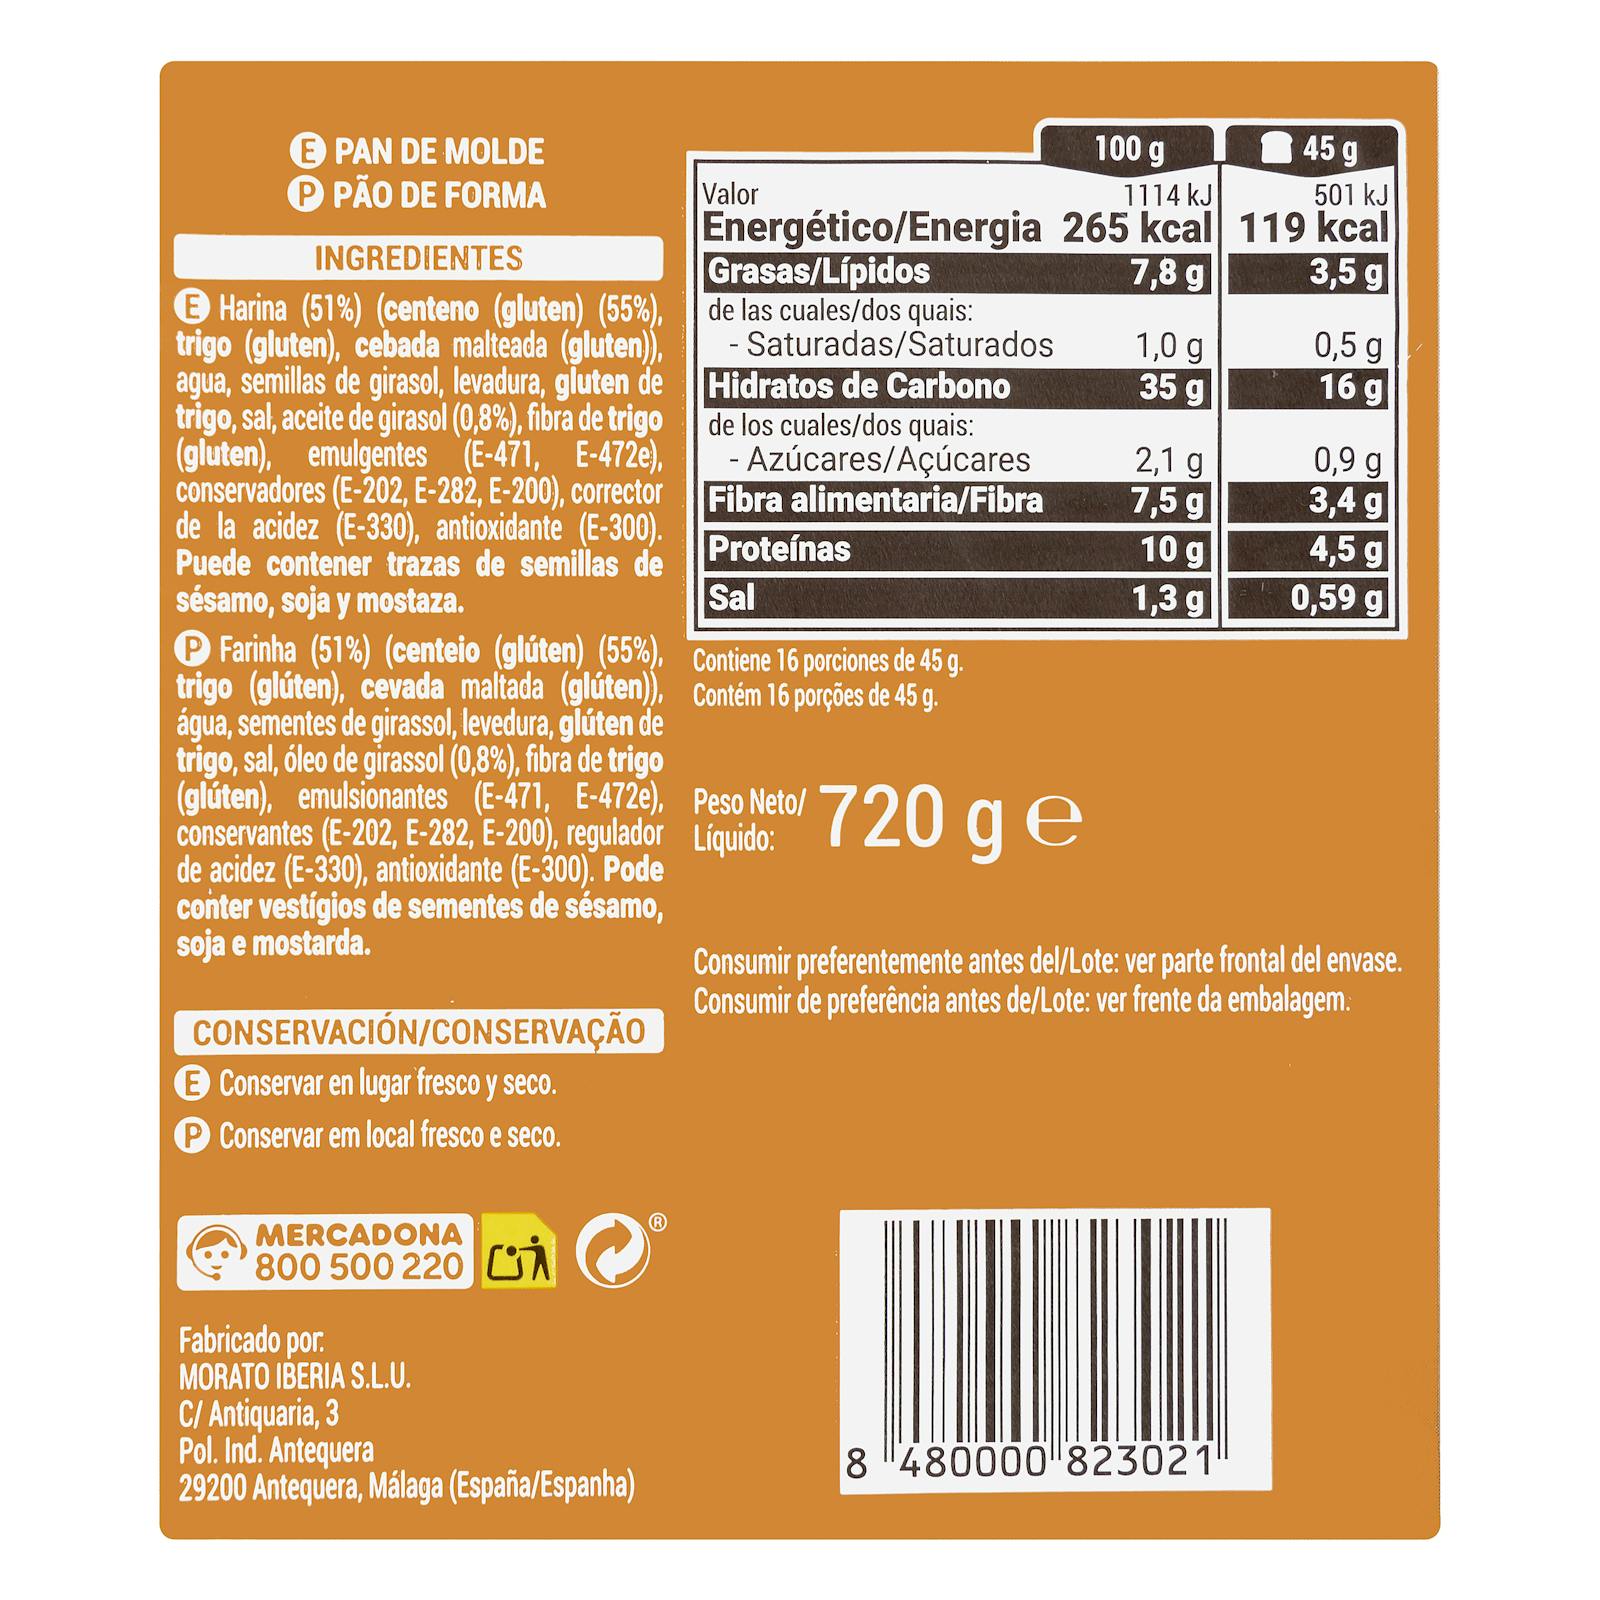 E PAN DE MOLDE
P PÃO DE FORMA
INGREDIENTES
E Harina (51%) (centeno (gluten) (55%),
trigo (gluten), cebada malteada (gluten)),
agua, semillas de girasol, levadura, gluten de
trigo, sal, aceite de girasol (0,8%), fibra de trigo
(gluten), emulgentes (E-471, E-472e),
conservadores (E-202, E-282, E-200), corrector
de la acidez (E-330), antioxidante (E-300).
Puede contener trazas de semillas de
sésamo, soja y mostaza.
P Farinha (51%) (centeio (glúten) (55%),
trigo (glúten), cevada maltada (glúten)),
água, sementes de girassol, levedura, glúten de
trigo, sal, óleo de girassol (0,8%), fibra de trigo
(glúten), emulsionantes (E-471, E-472e),
conservantes (E-202, E-282, E-200), regulador
de acidez (E-330), antioxidante (E-300). Pode
conter vestígios de sementes de sésamo,
soja e mostarda.
CONSERVACIÓN/CONSERVAÇÃO
E Conservar en lugar fresco y seco.
P Conservar em local fresco e seco.
MERCADONA
800 500 220
®
Fabricado por:
MORATO IBERIA S.L.U.
C/ Antiquaria, 3
Pol. Ind. Antequera
29200 Antequera, Málaga (España/Espanha)
100 g 45 g
Valor 1114 kJ 501 kJ
Energético/Energia 265 kcal 119 kcal
Grasas/Lípidos 7,8 g 3,5 g
de las cuales/dos quais:
- Saturadas/Saturados 1,0 g 0,5 g
Hidratos de Carbono 35 g 16 g
de los cuales/dos quais:
- Azúcares/Açúcares 2,1 g 0,9 g
Fibra alimentaria/Fibra 7,5 g 3,4 g
Proteínas 10 g 4,5 g
Sal 1,3 g 0,59 g
Contiene 16 porciones de 45 g.
Contém 16 porções de 45 g.
Peso Neto/
Líquido: 720 g e
Consumir preferentemente antes del/Lote: ver parte frontal del envase.
Consumir de preferência antes de/Lote: ver frente da embalagem.
8 480000 823021